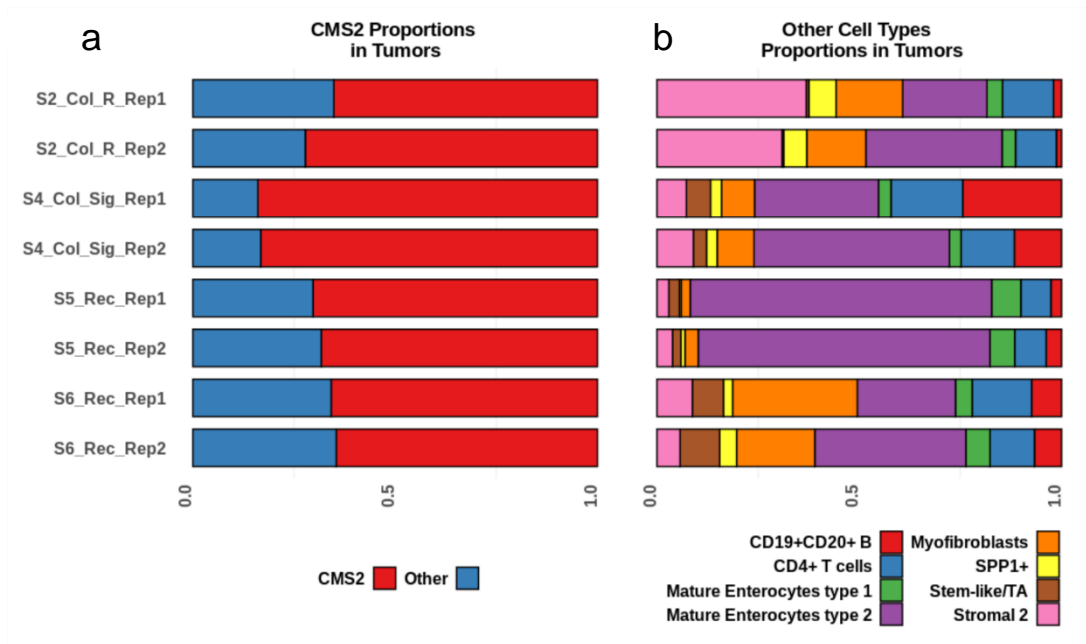 a
CMS2 Proportions
in Tumors
b
Other Cell Types
Proportions in Tumors
S2_Col_R_Rep1
S2_Col_R_Rep2
S4_Col_Sig_Rep1
S4_Col_Sig_Rep2
S5_Rec_Rep1
S5_Rec_Rep2
S6_Rec_Rep1
S6_Rec_Rep2
0.0
0.5
1.0
0.0
0.5
1.0
CMS2
Other
CD19+CD20+ B
CD4+ T cells
Mature Enterocytes type 1
Mature Enterocytes type 2
Myofibroblasts
SPP1+
Stem-like/TA
Stromal 2